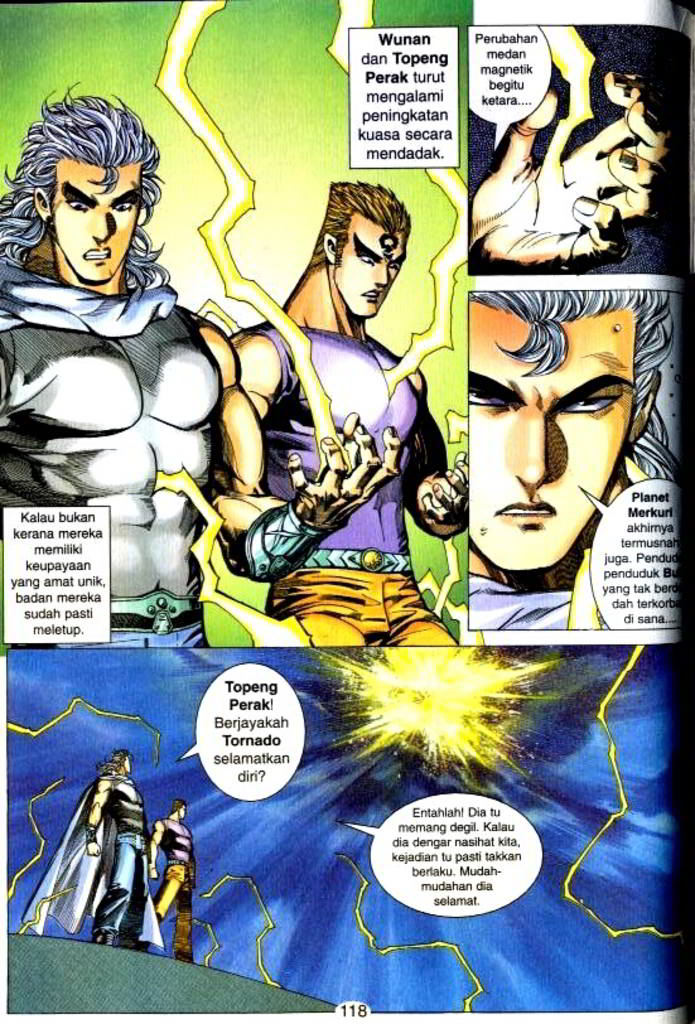 Wunan
dan Topeng
Perak turut
mengalami
peningkatan
kuasa secara
mendadak.
Perubahan
medan
magnetik
begitu
ketara....
Kalau bukan
kerana mereka
memiliki
keupayaan
yang amat unik,
badan mereka
sudah pasti
meletup.
Planet
Merkuri
akhirnya
termusnah
juga.
penduduk
yang tak
dah
di sana....
Topeng
Perak!
Berjayakah
Tornado
selamatkan
diri?
Entahlah! Dia tu
memang degil. Kalau
dia dengar nasihat kita,
kejadian tu pasti takkan
berlaku. Mudah-
mudahan dia
selamat.
118